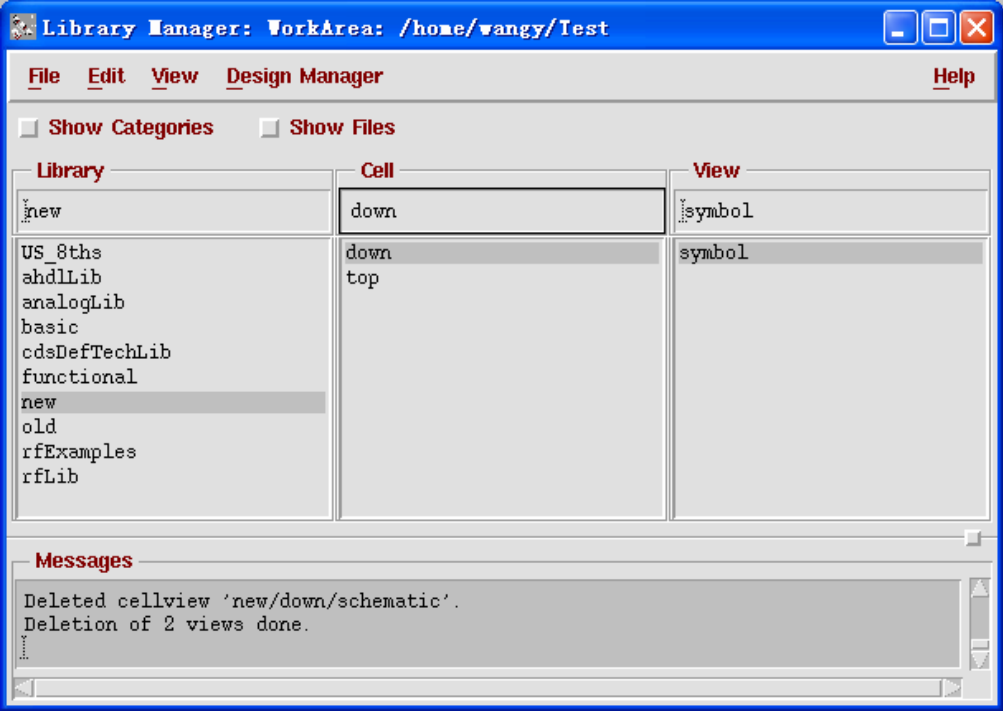 Library Manager: WorkArea: /home/wangy/Test
File Edit View Design Manager Help
Show Categories Show Files
Library Cell View
new down symbol
US_8ths down symbol
ahdlLib top
analogLib
basic
cdsDefTechLib
functional
new
old
rfExamples
rfLib
Messages
Deleted cellview 'new/down/schematic'.
Deletion of 2 views done.